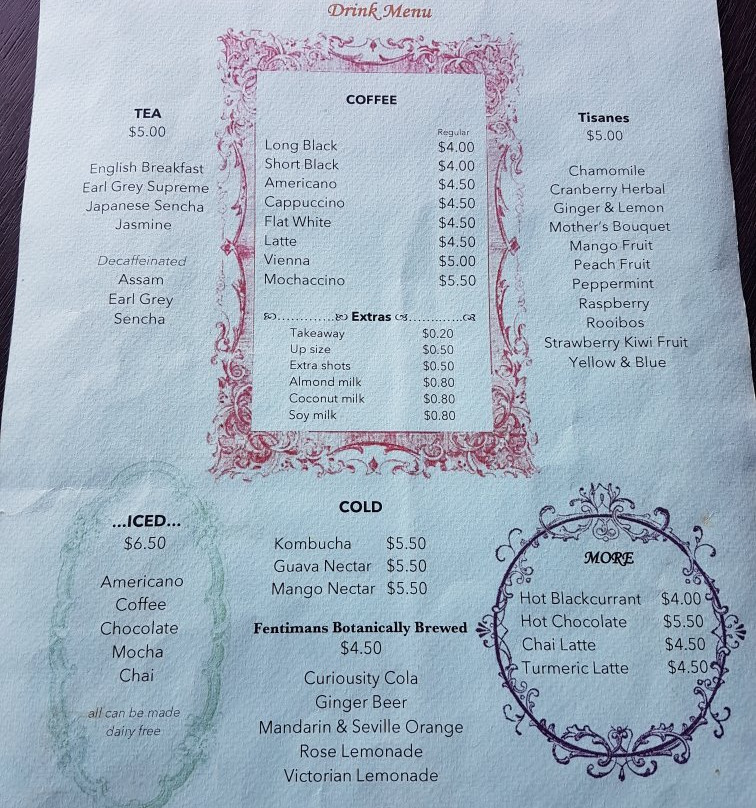 Drink Menu
TEA
$5.00
English Breakfast
Earl Grey Supreme
Japanese Sencha
Jasmine
Decaffeinated
Assam
Earl Grey
Sencha
COFFEE
Regular
Long Black $4.00
Short Black $4.00
Americano $4.50
Cappuccino $4.50
Flat White $4.50
Latte $4.50
Vienna $5.00
Mochaccino $5.50
Extras
Takeaway $0.20
Up size $0.50
Extra shots $0.50
Almond milk $0.80
Coconut milk $0.80
Soy milk $0.80
Tisanes
$5.00
Chamomile
Cranberry Herbal
Ginger & Lemon
Mother's Bouquet
Mango Fruit
Peach Fruit
Peppermint
Raspberry
Rooibos
Strawberry Kiwi Fruit
Yellow & Blue
...ICED...
$6.50
Americano
Coffee
Chocolate
Mocha
Chai
all can be made
dairy free
COLD
Kombucha $5.50
Guava Nectar $5.50
Mango Nectar $5.50
Fentimans Botanically Brewed
$4.50
Curiousity Cola
Ginger Beer
Mandarin & Seville Orange
Rose Lemonade
Victorian Lemonade
MORE
Hot Blackcurrant $4.00
Hot Chocolate $5.50
Chai Latte $4.50
Turmeric Latte $4.50